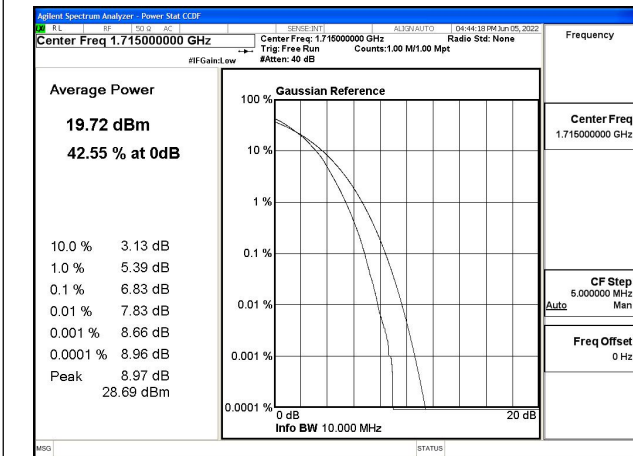 Agilent Spectrum Analyzer - Power Stat CCDF
LXI RL RF 50 Ω AC SENSE:INT ALIGN AUTO 04:44:18 PM Jun 05, 2022
Center Freq 1.715000000 GHz
Center Freq: 1.715000000 GHz Radio Std: None
Trig: Free Run Counts:1.00 M/1.00 Mpt
#IFGain:Low #Atten: 40 dB
Frequency
Average Power
19.72 dBm
42.55 % at 0dB
10.0 % 3.13 dB
1.0 % 5.39 dB
0.1 % 6.83 dB
0.01 % 7.83 dB
0.001 % 8.66 dB
0.0001 % 8.96 dB
Peak 8.97 dB
28.69 dBm
Gaussian Reference
100 %
10 %
1 %
0.1 %
0.01 %
0.001 %
0.0001 %
0 dB 20 dB
Info BW 10.000 MHz
Center Freq
1.715000000 GHz
CF Step
5.000000 MHz
Auto Man
Freq Offset
0 Hz
MSG STATUS